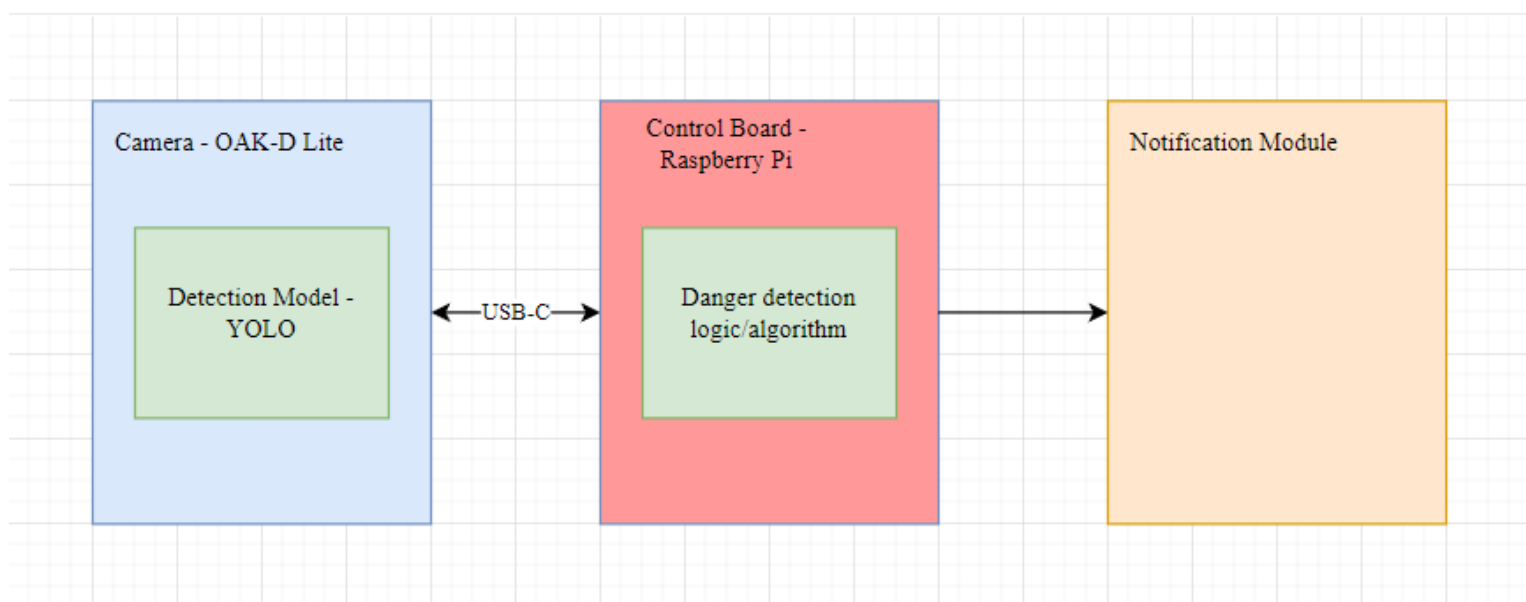 Camera - OAK-D Lite
Detection Model -
YOLO
USB-C
Control Board -
Raspberry Pi
Danger detection
logic/algorithm
Notification Module